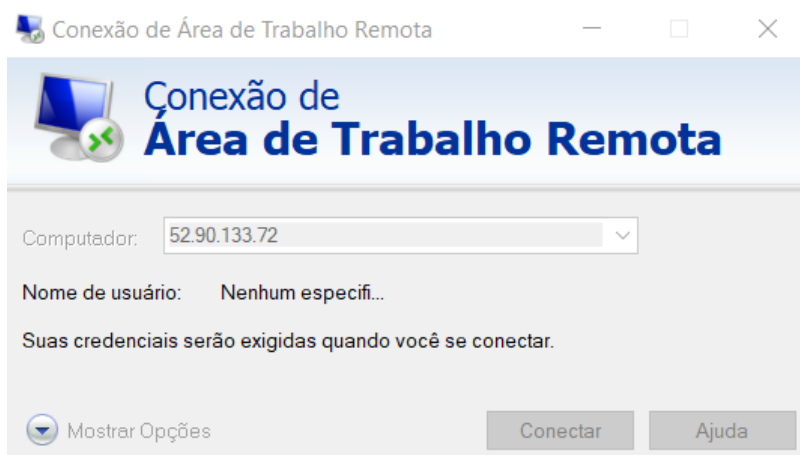 Conexão de Área de Trabalho Remota
Conexão de
Área de Trabalho Remota
Computador: 52.90.133.72
Nome de usuário: Nenhum especifi...
Suas credenciais serão exigidas quando você se conectar.
Mostrar Opções Conectar Ajuda